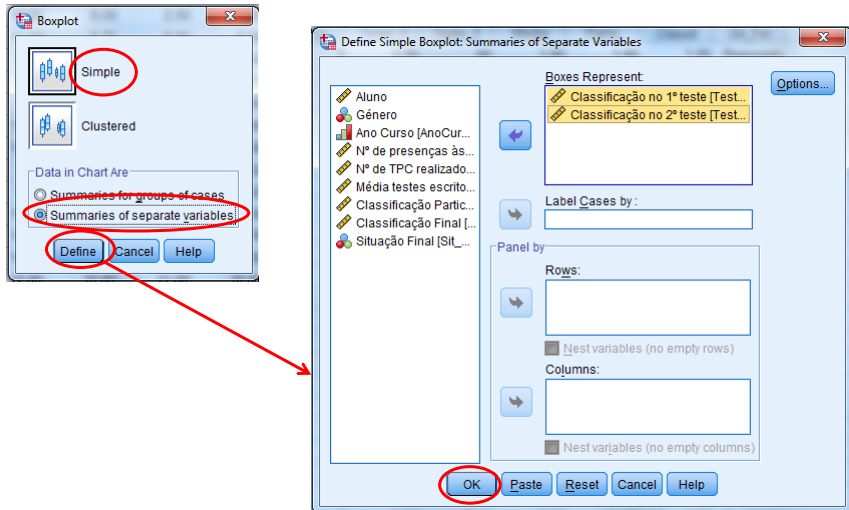 Boxplot
Simple
Clustered
Data in Chart Are
Summaries for groups of cases
Summaries of separate variables
Define
Cancel
Help
Define Simple Boxplot: Summaries of Separate Variables
Aluno
Género
Ano Curso [AnoCur...
Nº de presenças às...
Nº de TPC realizado...
Média testes escrito...
Classificação Partic...
Classificação Final [...
Situação Final [Sit_...
Boxes Represent:
Classificação no 1º teste [Test...
Classificação no 2º teste [Test...
Options...
Label Cases by :
Panel by
Rows:
Nest variables (no empty rows)
Columns:
Nest variables (no empty columns)
OK
Paste
Reset
Cancel
Help